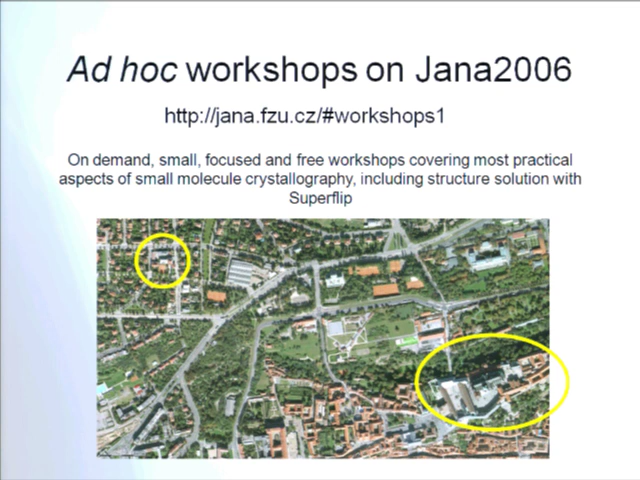 Ad hoc workshops on Jana2006
http://jana.fzu.cz/#workshops1
On demand, small, focused and free workshops covering most practical
aspects of small molecule crystallography, including structure solution with
Superflip